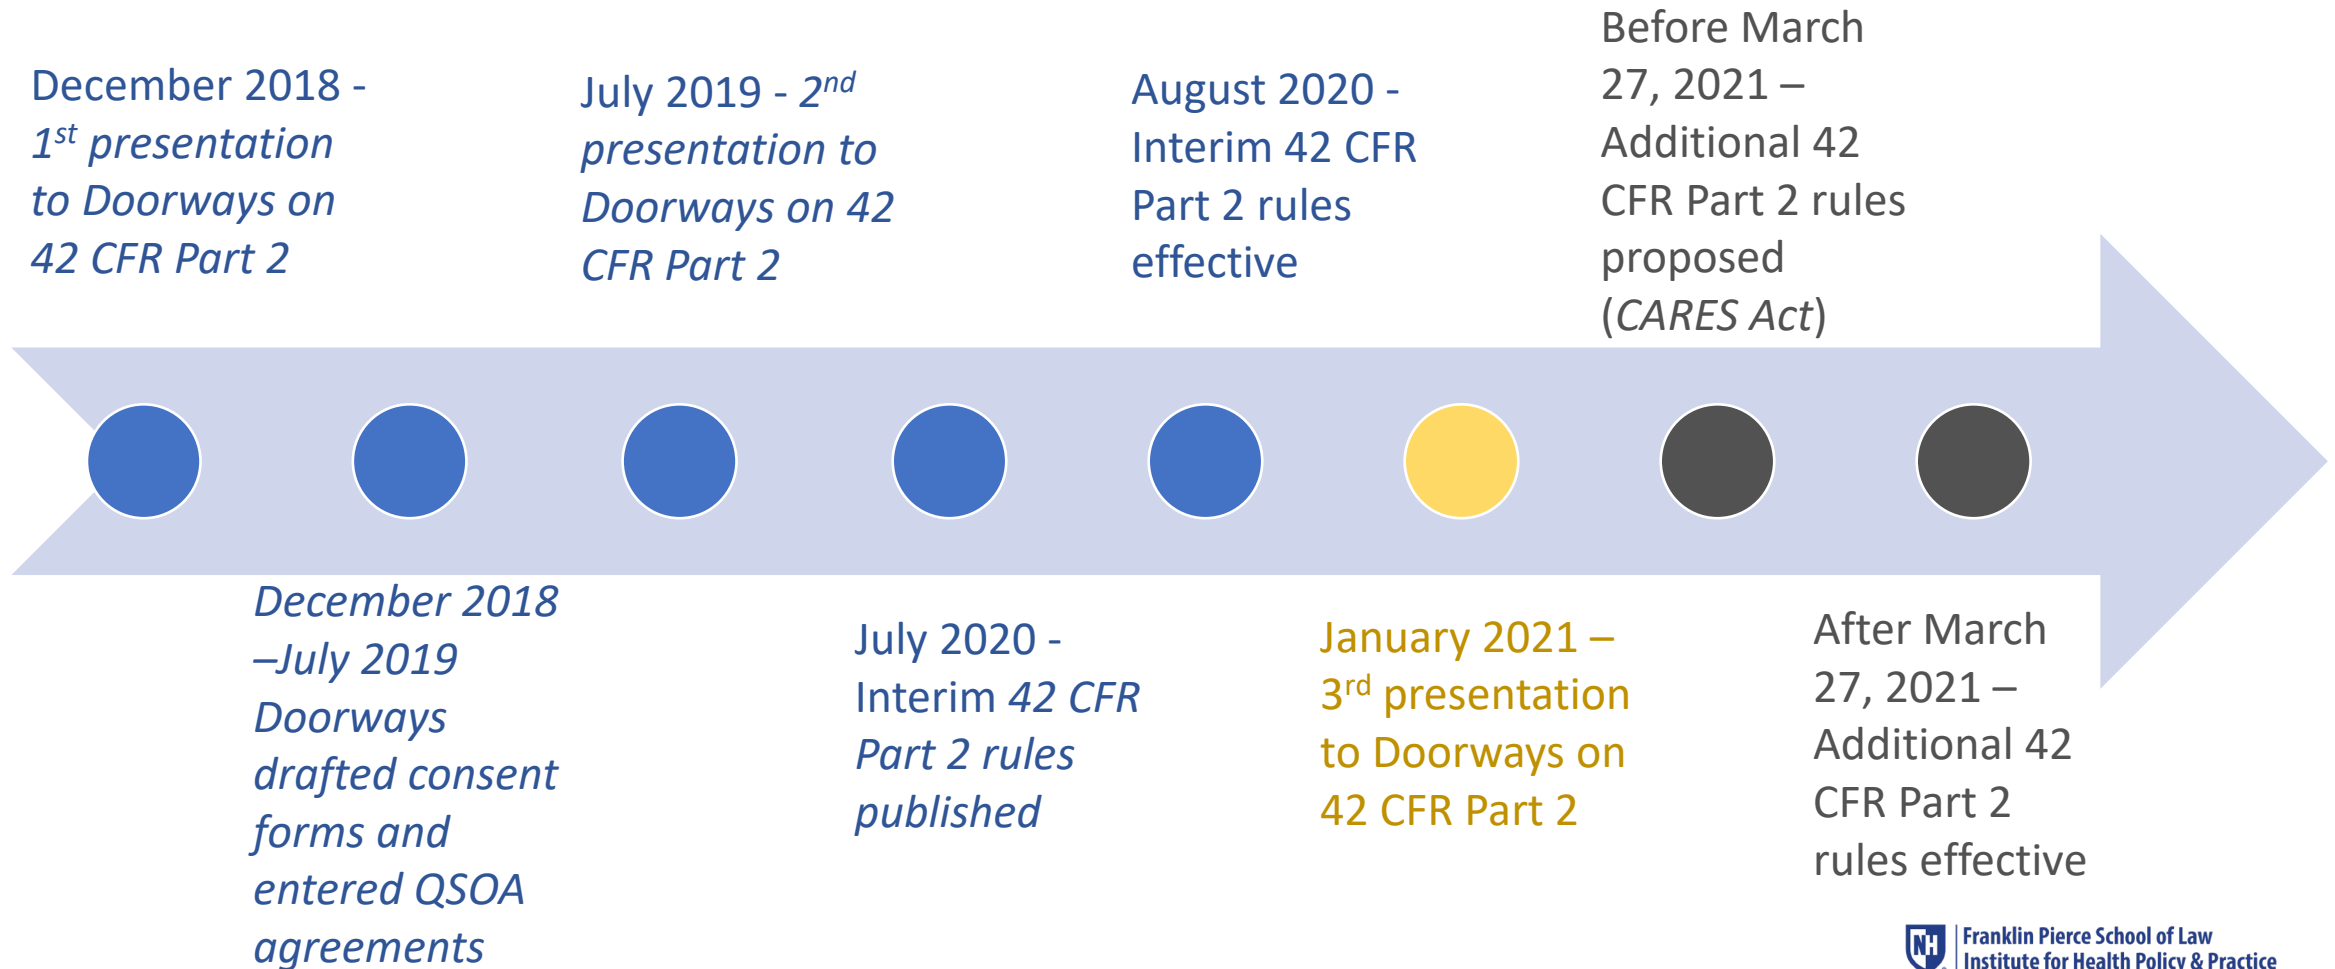 December 2018 -
1st presentation
to Doorways on
42 CFR Part 2
December 2018
–July 2019
Doorways
drafted consent
forms and
entered QSOA
agreements
July 2019 - 2nd
presentation to
Doorways on 42
CFR Part 2
July 2020 -
Interim 42 CFR
Part 2 rules
published
August 2020 -
Interim 42 CFR
Part 2 rules
effective
January 2021 –
3rd presentation
to Doorways on
42 CFR Part 2
Before March
27, 2021 –
Additional 42
CFR Part 2 rules
proposed
(CARES Act)
After March
27, 2021 –
Additional 42
CFR Part 2
rules effective
NH
Franklin Pierce School of Law
Institute for Health Policy & Practice